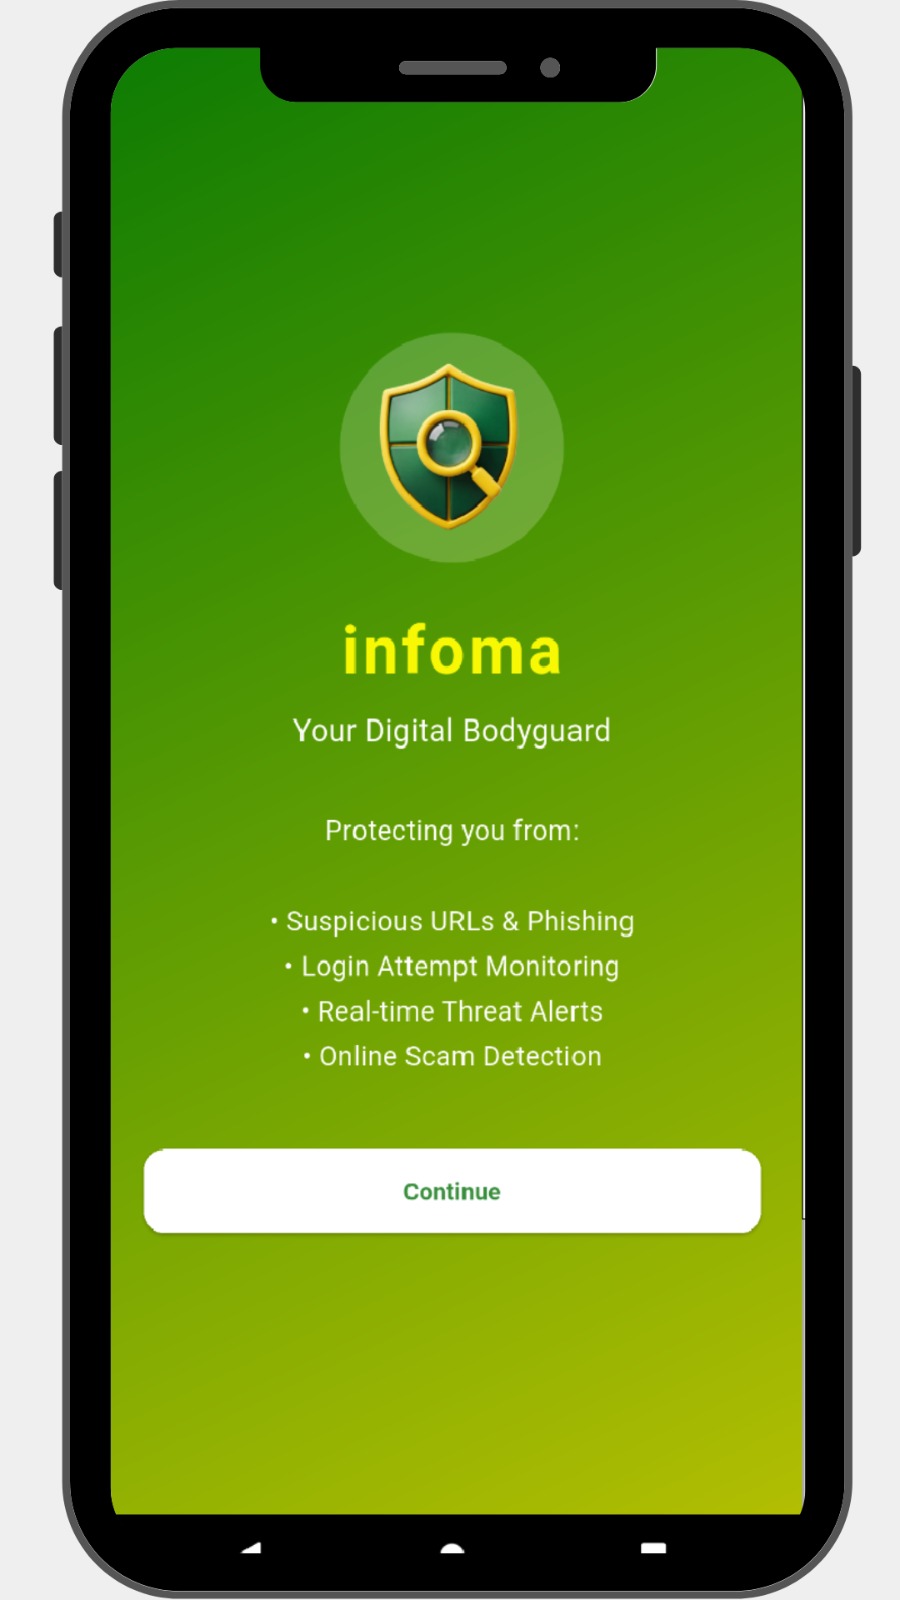 infoma
Your Digital Bodyguard
Protecting you from:
• Suspicious URLs & Phishing
• Login Attempt Monitoring
• Real-time Threat Alerts
• Online Scam Detection
Continue